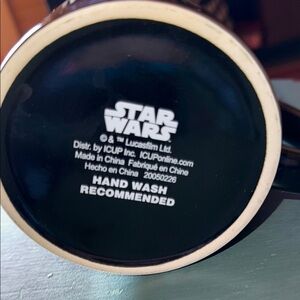 STAR
WARS
© & ™ Lucasfilm Ltd.
Distr. by ICUP Inc. ICUPonline.com
Made in China Fabriqué en Chine
Hecho en China 20050226
HAND WASH
RECOMMENDED